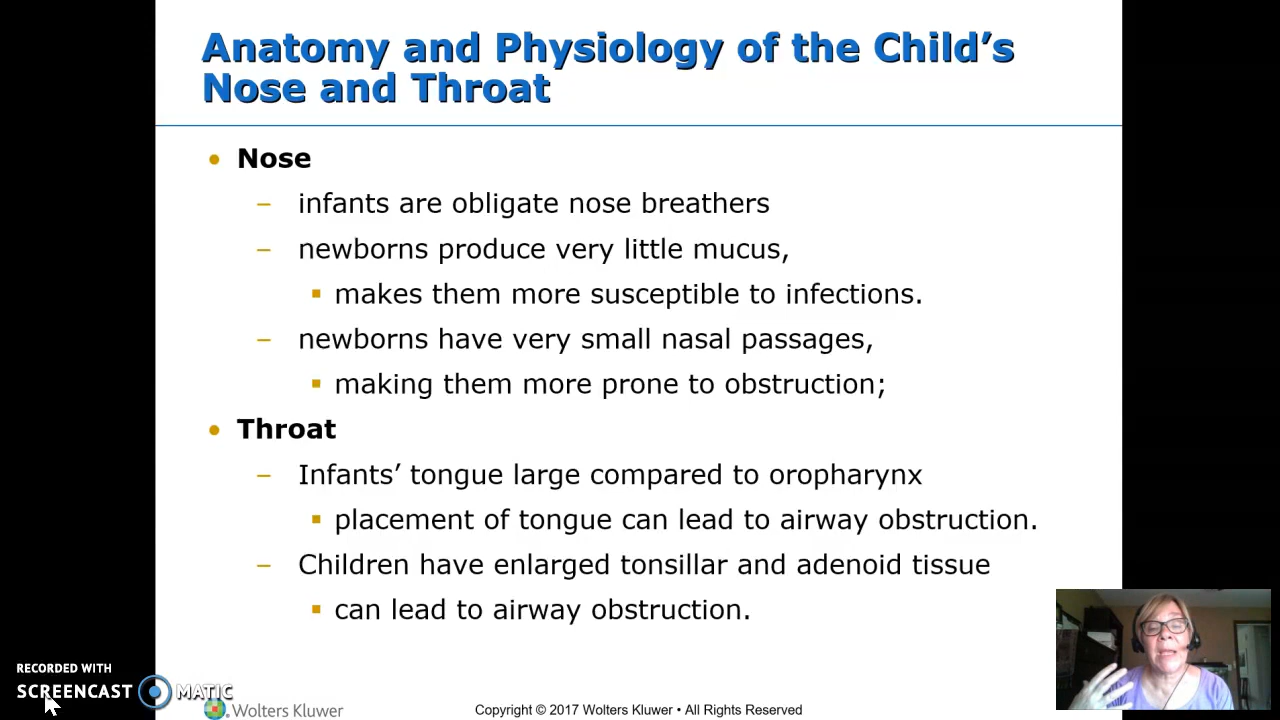 Anatomy and Physiology of the Child’s
Nose and Throat
• Nose
– infants are obligate nose breathers
– newborns produce very little mucus,
▪ makes them more susceptible to infections.
– newborns have very small nasal passages,
▪ making them more prone to obstruction;
• Throat
– Infants’ tongue large compared to oropharynx
▪ placement of tongue can lead to airway obstruction.
– Children have enlarged tonsillar and adenoid tissue
▪ can lead to airway obstruction.
RECORDED WITH
SCREENCAST MATIC
Wolters Kluwer
Copyright © 2017 Wolters Kluwer • All Rights Reserved